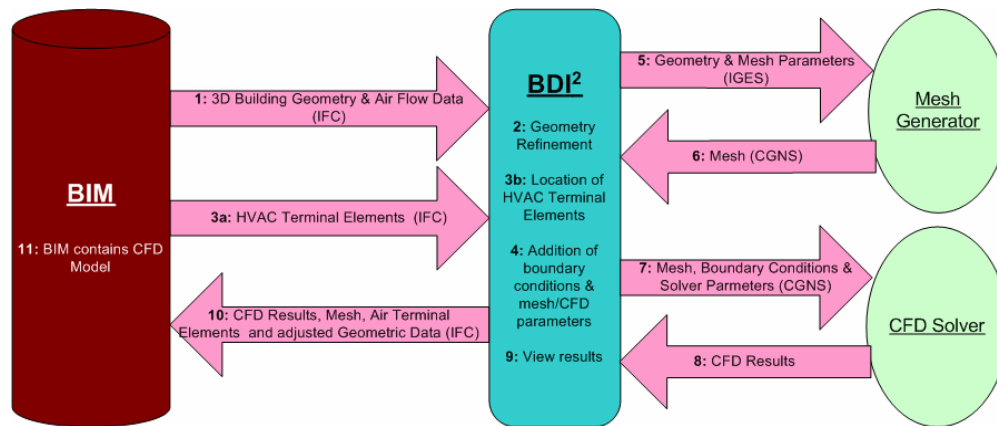 BIM
11: BIM contains CFD
Model
1: 3D Building Geometry & Air Flow Data
(IFC)
3a: HVAC Terminal Elements (IFC)
10: CFD Results, Mesh, Air Terminal
Elements and adjusted Geometric Data (IFC)
BDI²
2: Geometry
Refinement
3b: Location of
HVAC Terminal
Elements
4: Addition of
boundary
conditions &
mesh/CFD
parameters
9: View results
5: Geometry & Mesh Parameters
(IGES)
6: Mesh (CGNS)
7: Mesh, Boundary Conditions &
Solver Parmeters (CGNS)
8: CFD Results
Mesh
Generator
CFD Solver